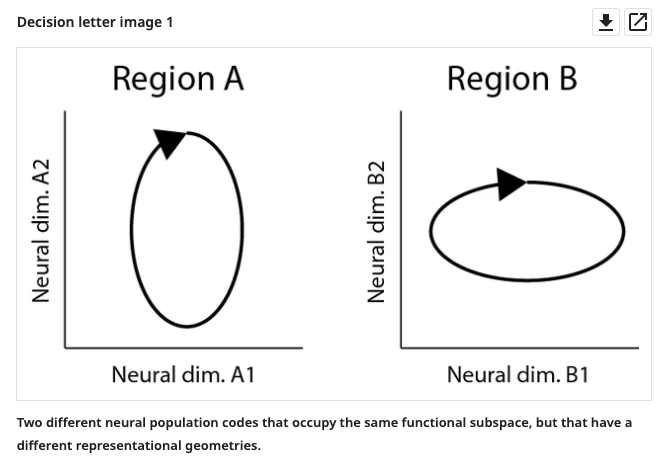 Decision letter image 1
Region A
Region B
Neural dim. A2
Neural dim. B2
Neural dim. A1
Neural dim. B1
Two different neural population codes that occupy the same functional subspace, but that have a
different representational geometries.